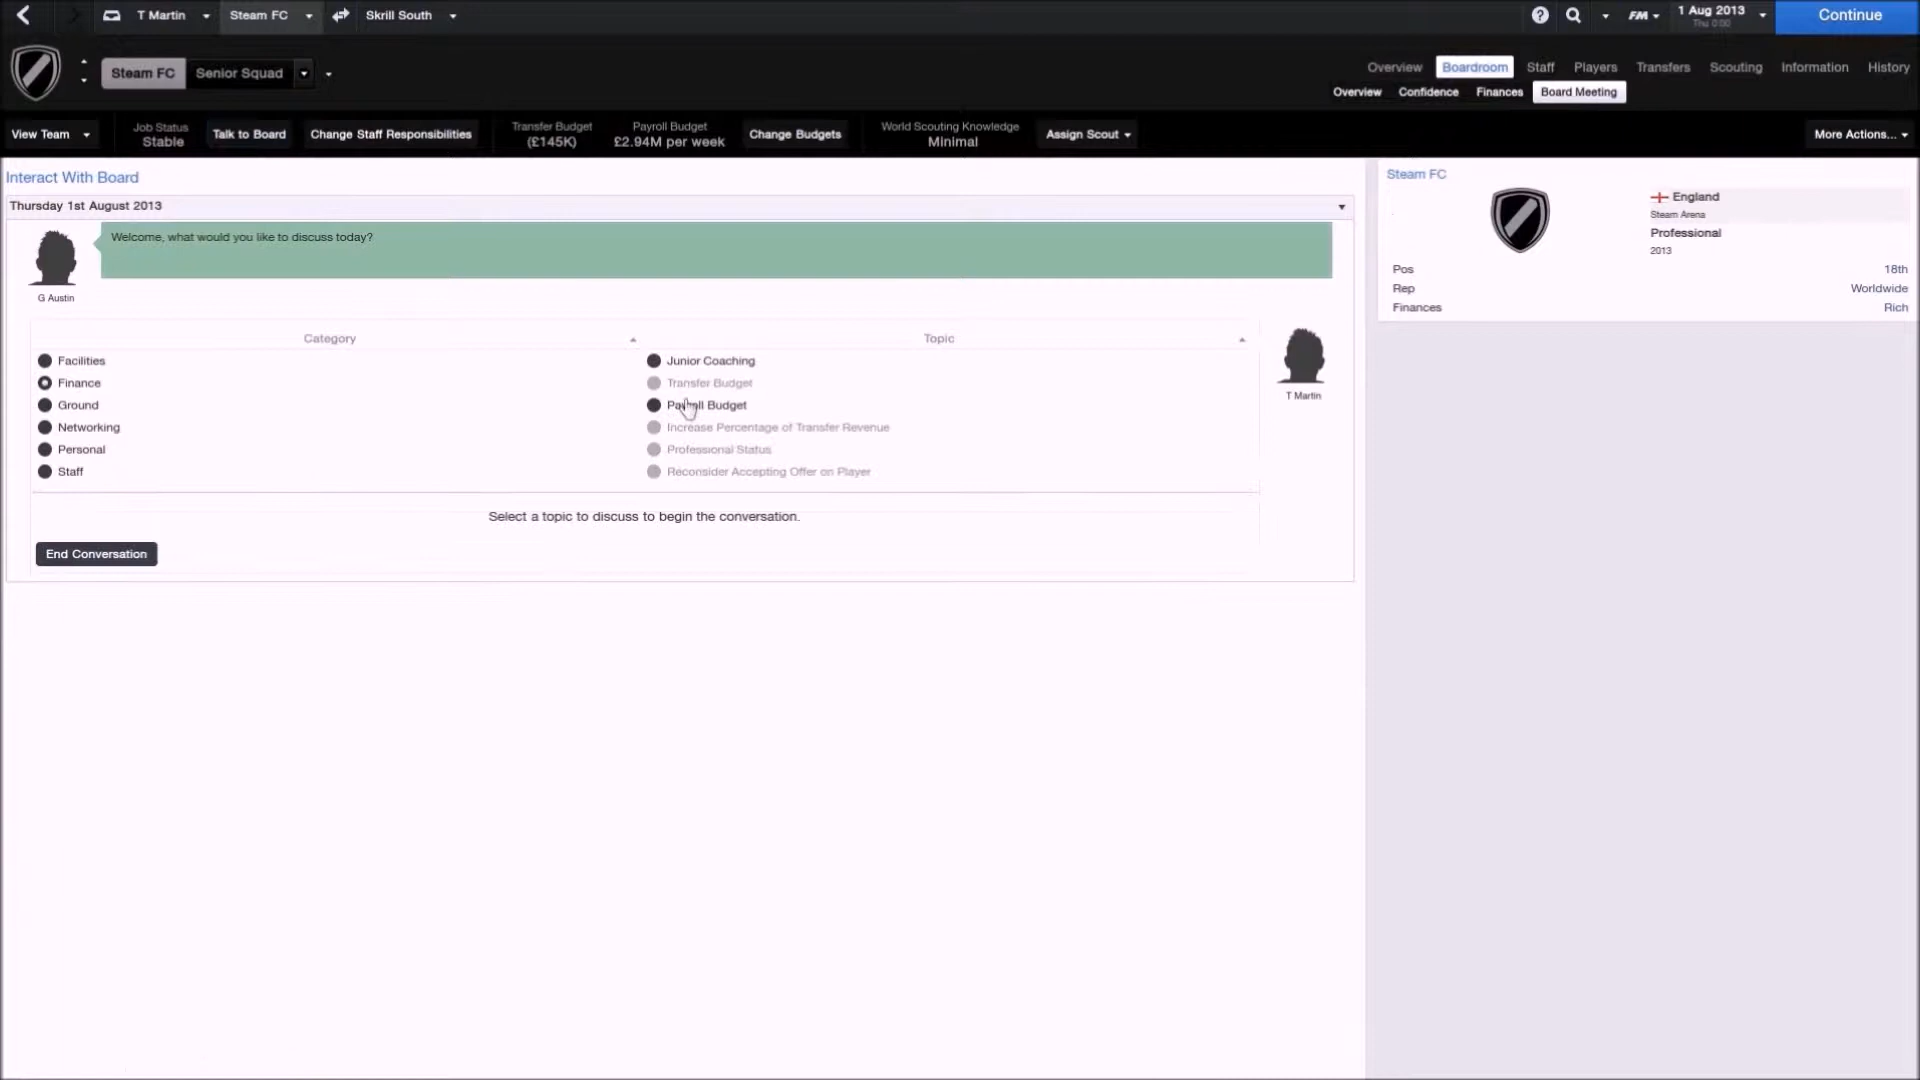 T Martin
Steam FC
Skrill South
FM
1 Aug 2013
Thu 0:00
Continue
Steam FC
Senior Squad
Overview
Boardroom
Staff
Players
Transfers
Scouting
Information
History
Overview
Confidence
Finances
Board Meeting
View Team
Job Status
Stable
Talk to Board
Change Staff Responsibilities
Transfer Budget
(£145K)
Payroll Budget
£2.94M per week
Change Budgets
World Scouting Knowledge
Minimal
Assign Scout
More Actions...
Interact With Board
Thursday 1st August 2013
Welcome, what would you like to discuss today?
G Austin
Category
Topic
Facilities
Finance
Ground
Networking
Personal
Staff
Junior Coaching
Transfer Budget
Payroll Budget
Increase Percentage of Transfer Revenue
Professional Status
Reconsider Accepting Offer on Player
T Martin
Select a topic to discuss to begin the conversation.
End Conversation
Steam FC
England
Steam Arena
Professional
2013
Pos 18th
Rep Worldwide
Finances Rich